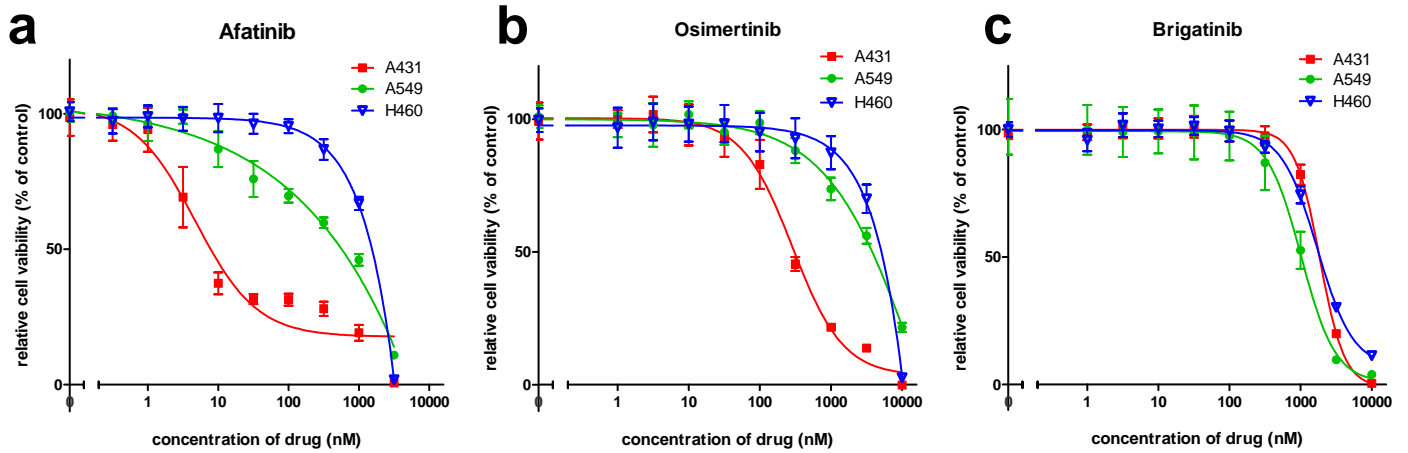 a
Afatinib
A431
A549
H460
relative cell vaibility (% of control)
100
50
0
0
1
10
100
1000
10000
concentration of drug (nM)
b
Osimertinib
A431
A549
H460
relative cell vaibility (% of control)
100
50
0
0
1
10
100
1000
10000
concentration of drug (nM)
c
Brigatinib
A431
A549
H460
relative cell vaibility (% of control)
100
50
0
0
1
10
100
1000
10000
concentration of drug (nM)